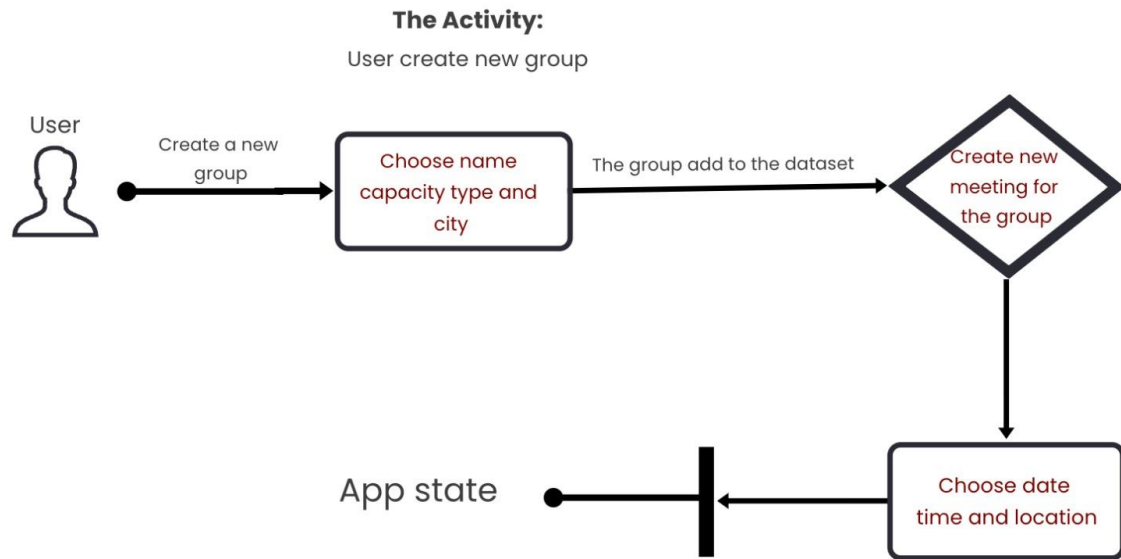 The Activity:
User create new group
User
Create a new
group
Choose name
capacity type and
city
The group add to the dataset
Create new
meeting for
the group
Choose date
time and location
App state